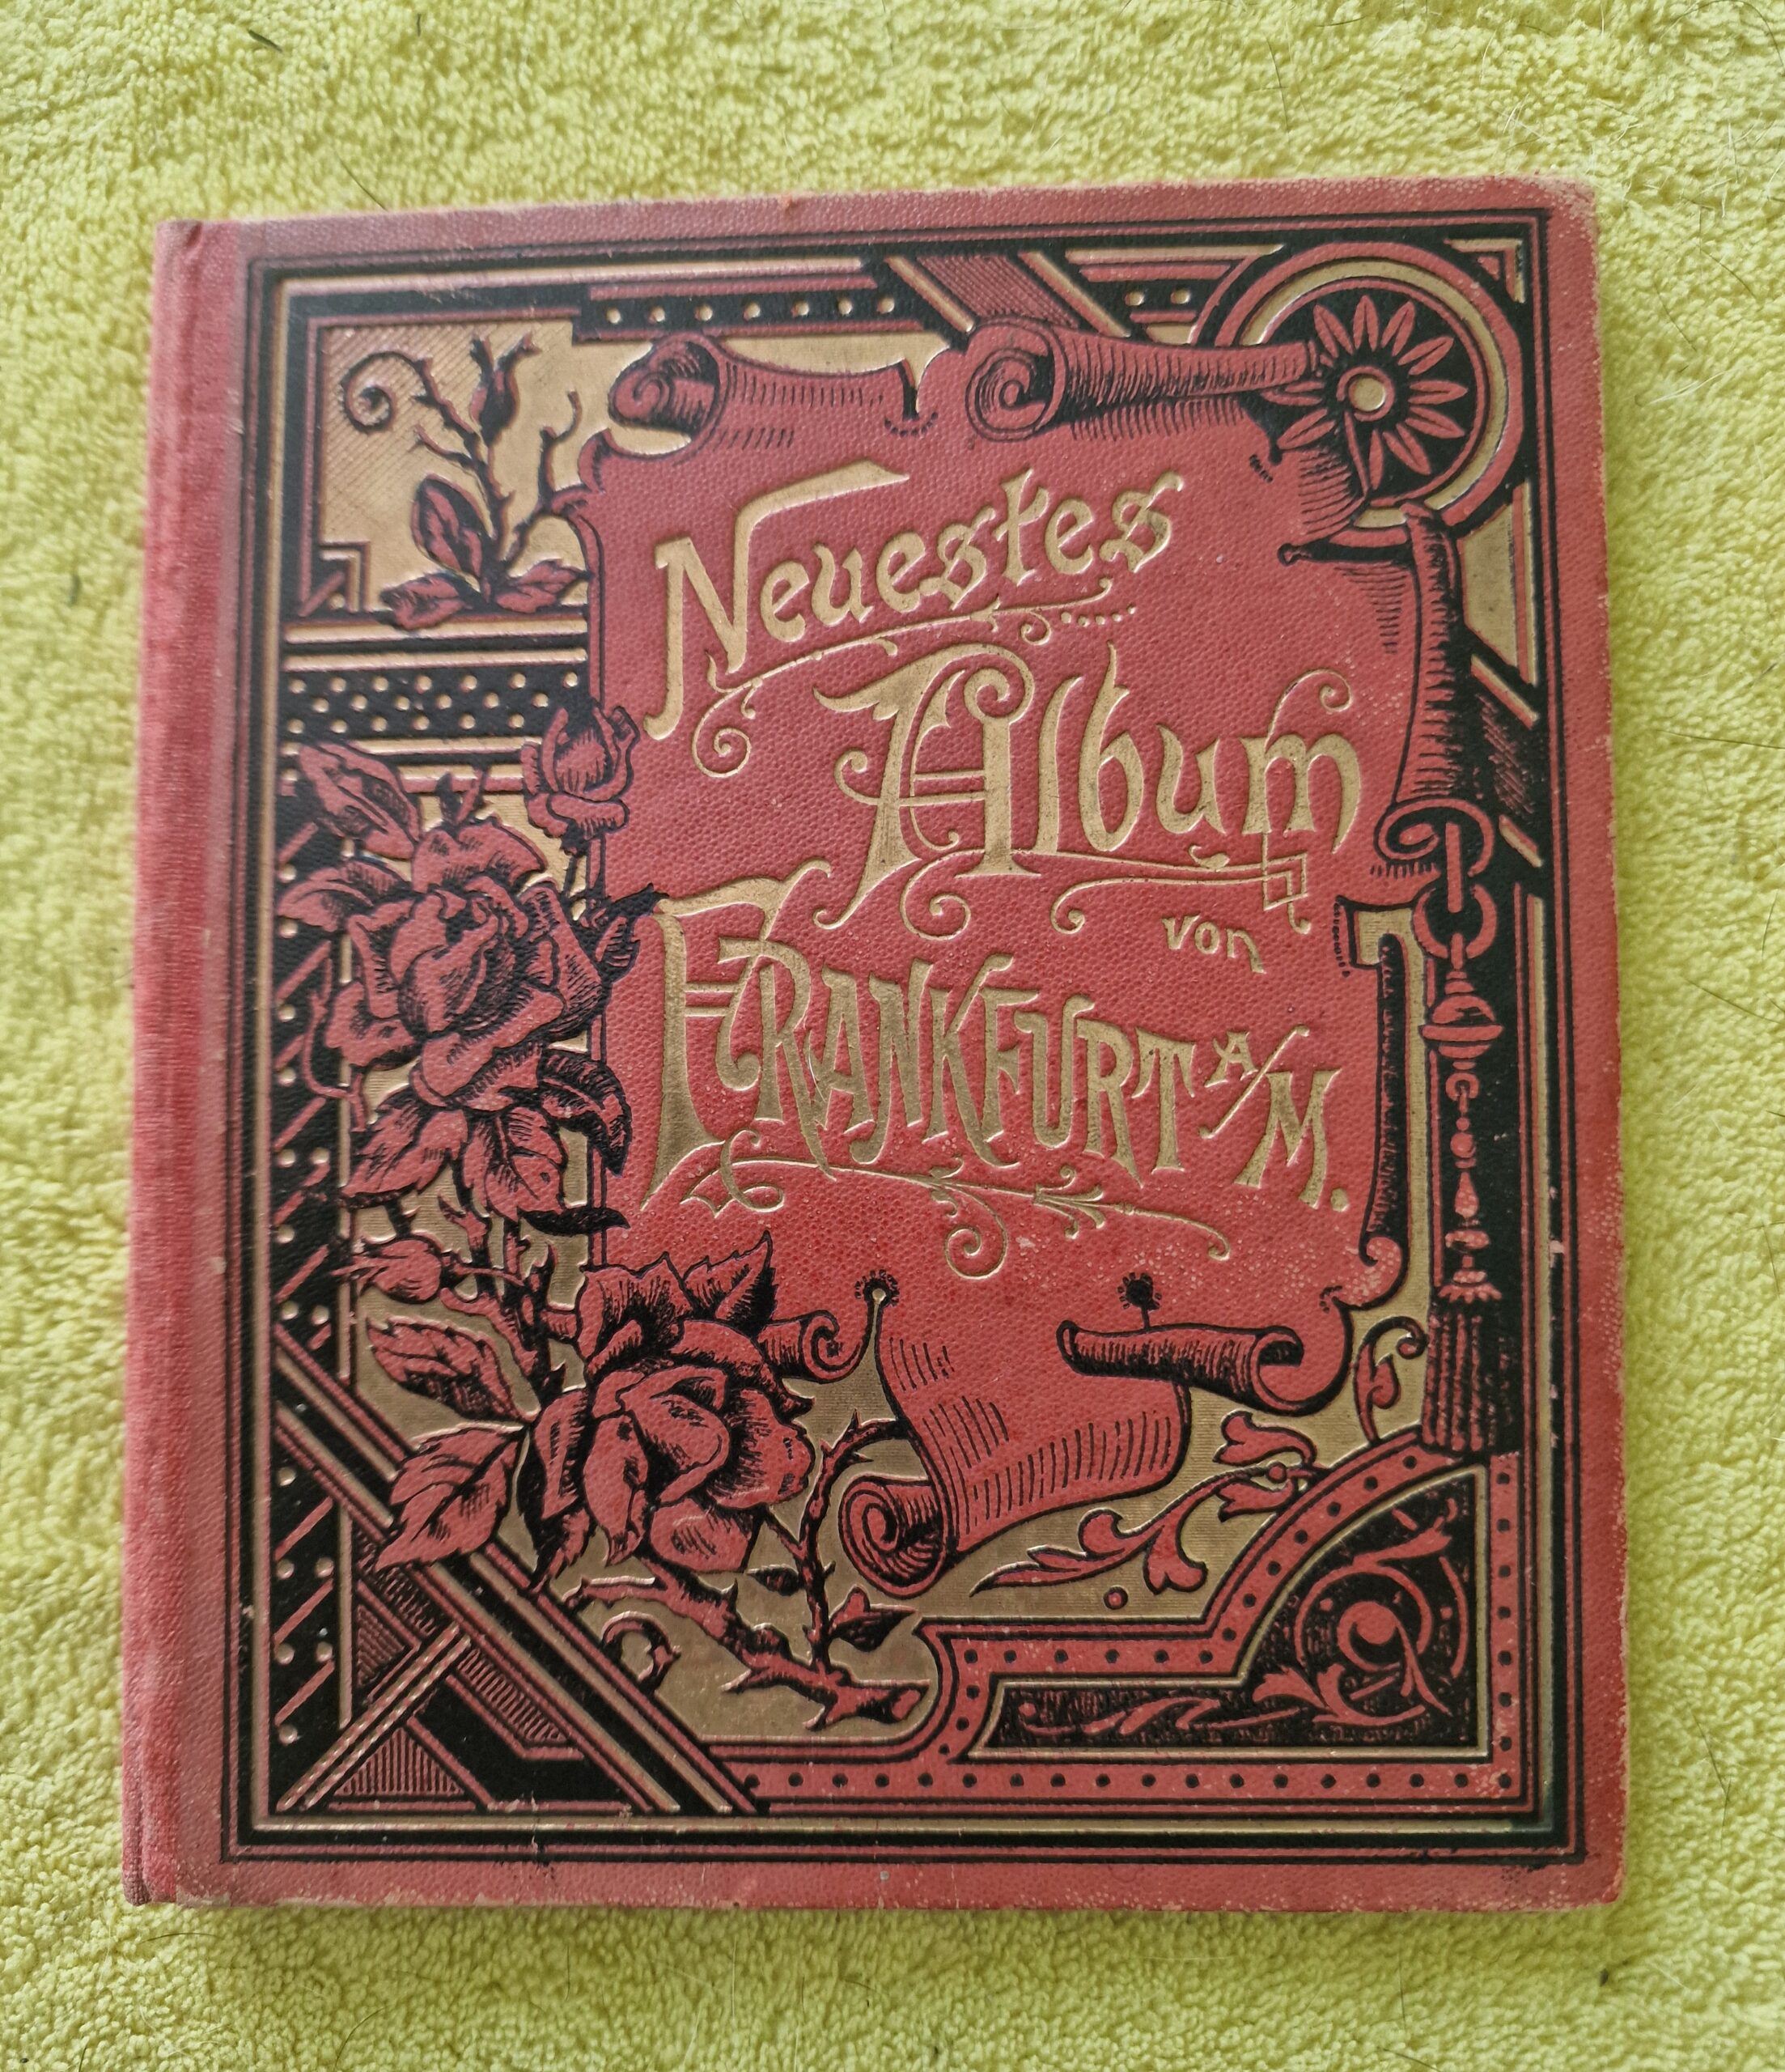 Neuestes
Album
von
FRANKFURT A/M.